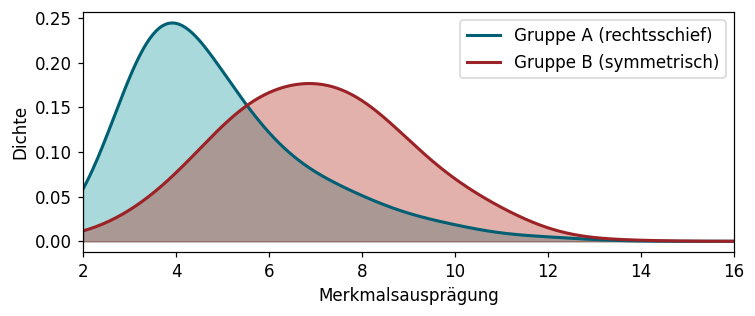 0.25
0.20
0.15
0.10
0.05
0.00
Dichte
Gruppe A (rechtsschief)
Gruppe B (symmetrisch)
2 4 6 8 10 12 14 16
Merkmalsausprägung